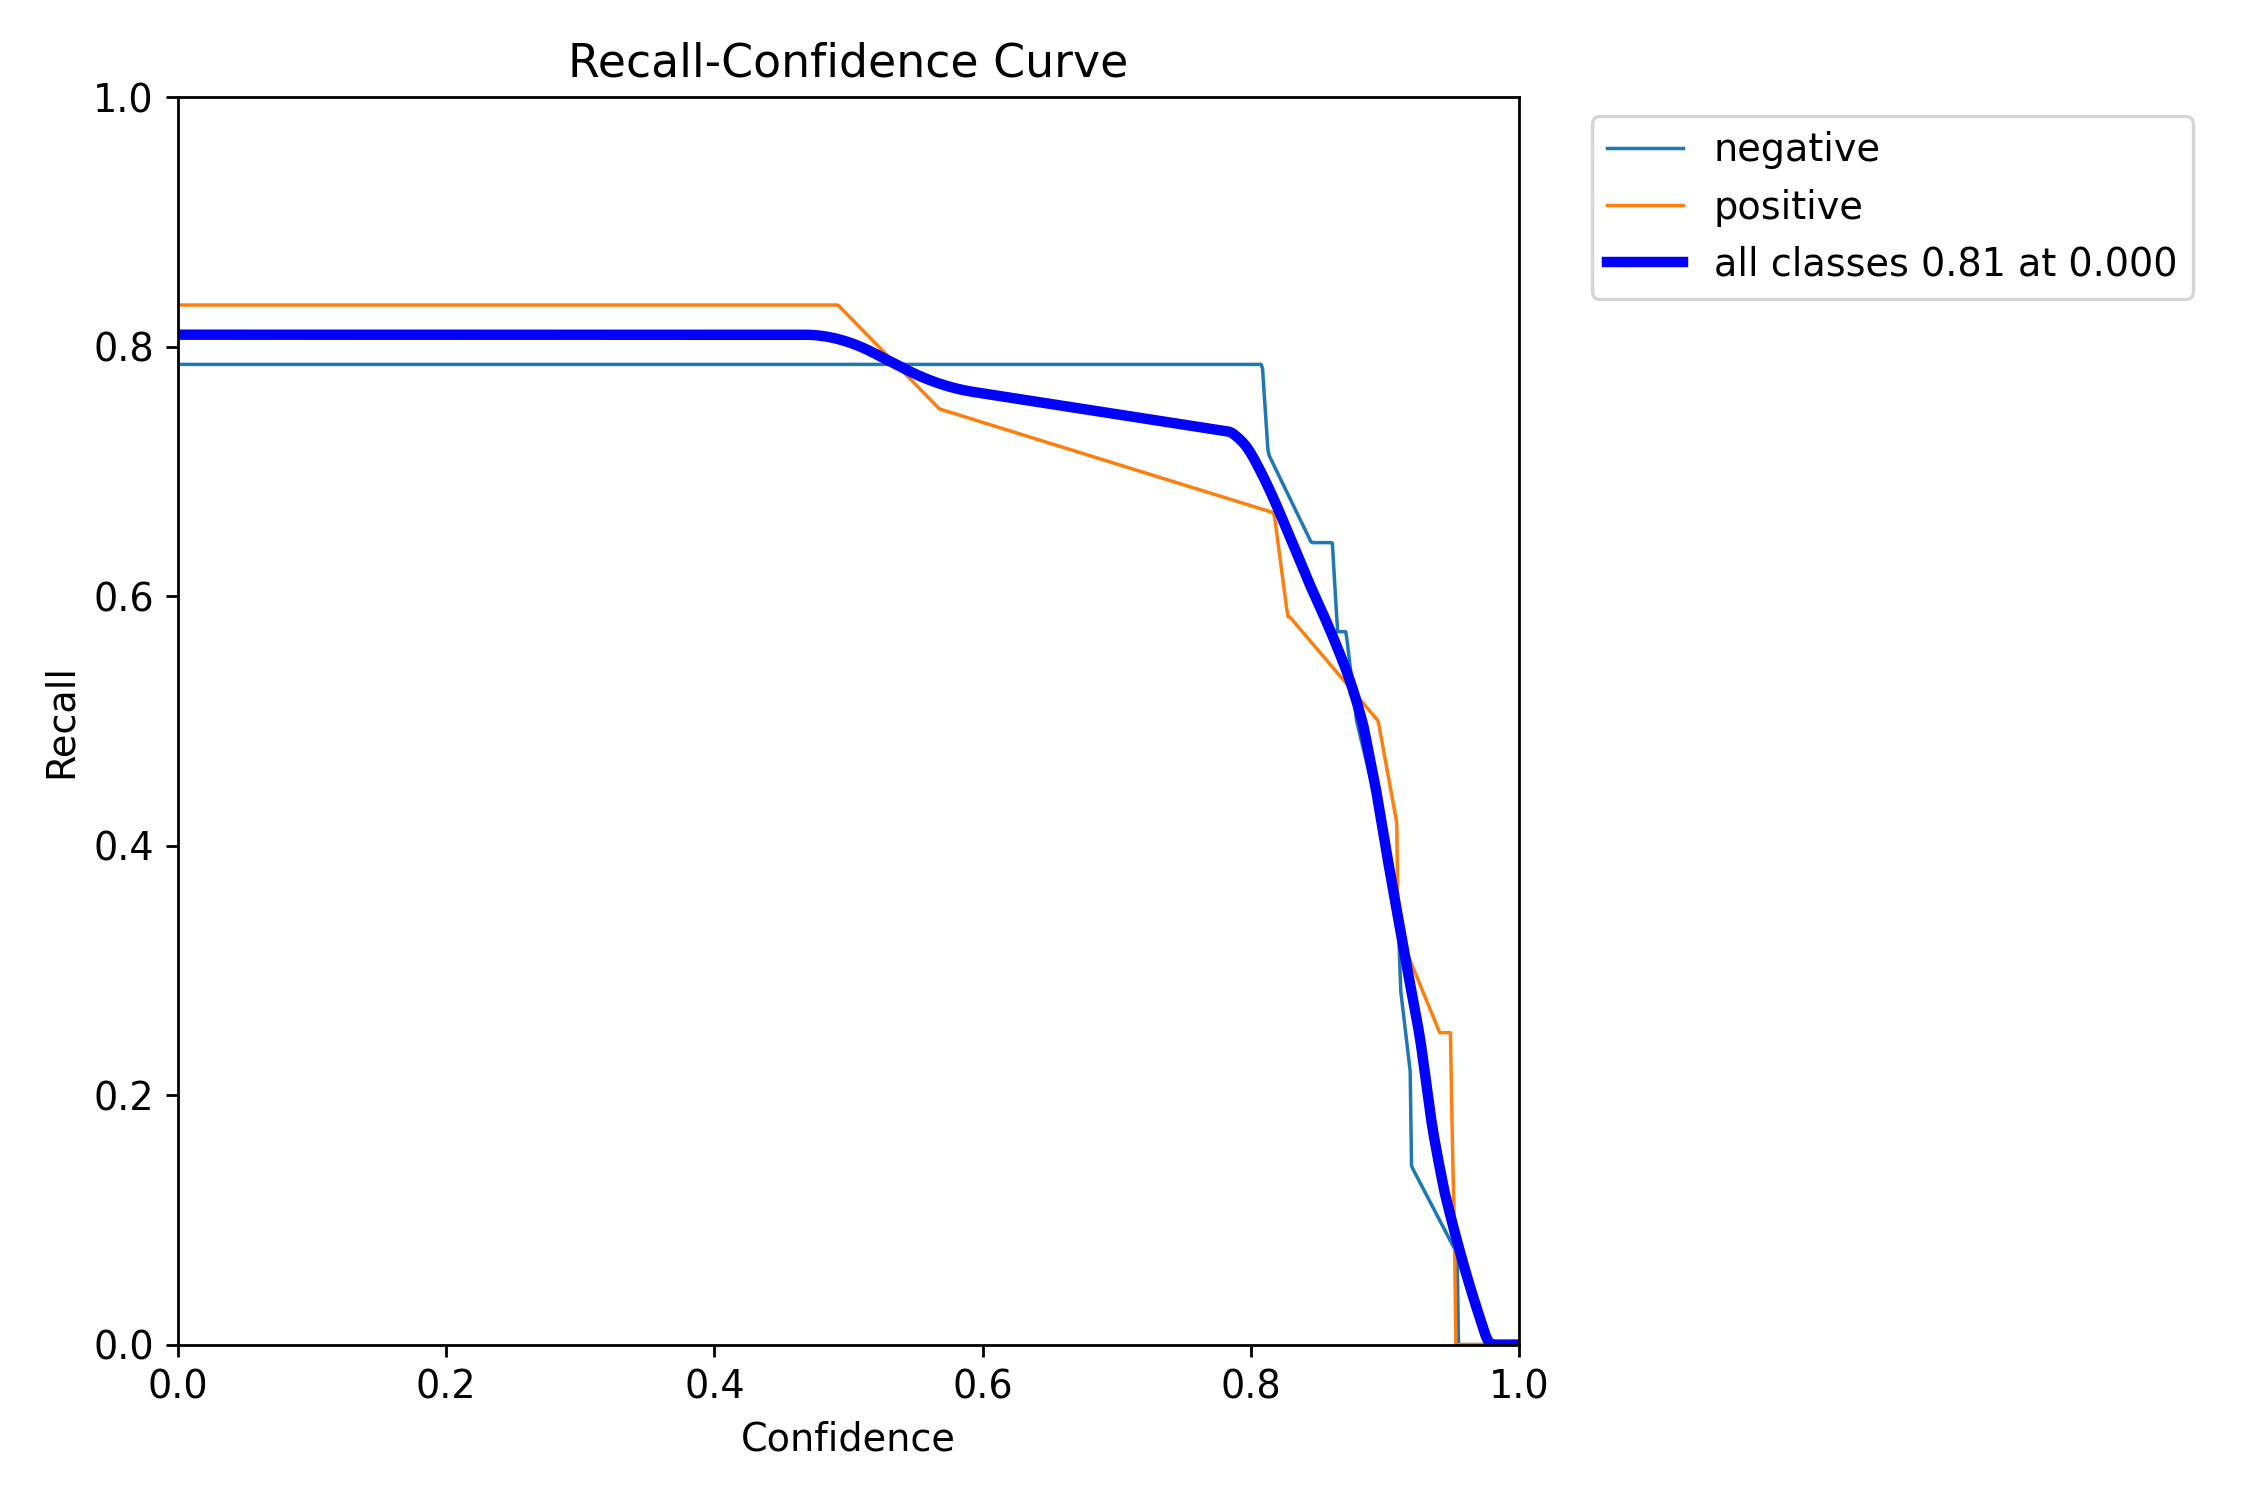 Recall-Confidence Curve
1.0
0.8
0.6
0.4
0.2
0.0
Recall
0.0 0.2 0.4 0.6 0.8 1.0
Confidence
negative
positive
all classes 0.81 at 0.000